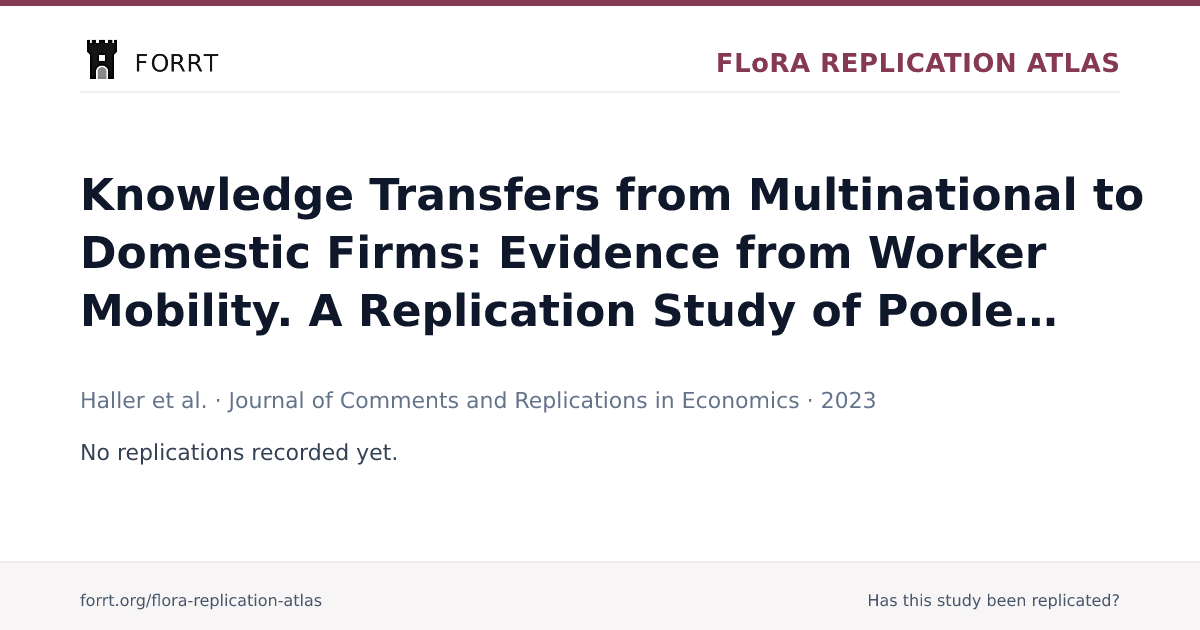 FORRT
FLoRA REPLICATION ATLAS
Knowledge Transfers from Multinational to
Domestic Firms: Evidence from Worker
Mobility. A Replication Study of Poole…
Haller et al. · Journal of Comments and Replications in Economics · 2023
No replications recorded yet.
forrt.org/flora-replication-atlas
Has this study been replicated?